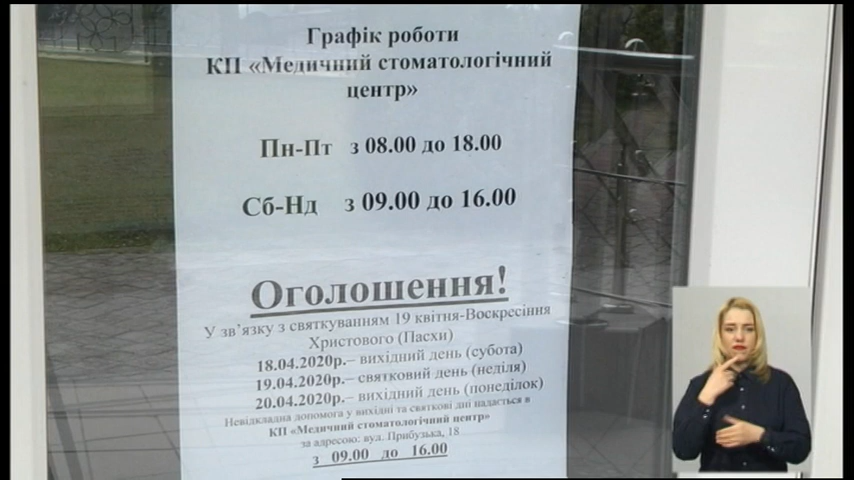 Графік роботи
КП «Медичний стоматологічний
центр»
Пн-Пт з 08.00 до 18.00
Сб-Нд з 09.00 до 16.00
Оголошення!
У зв’язку з святкуванням 19 квітня-Воскресіння
Христового (Пасхи)
18.04.2020р.– вихідний день (субота)
19.04.2020р.– святковий день (неділя)
20.04.2020р.– вихідний день (понеділок)
Невідкладна допомога у вихідні та святкові дні надається в
КП «Медичний стоматологічний центр»
за адресою: вул. Прибузька, 18
з 09.00 до 16.00